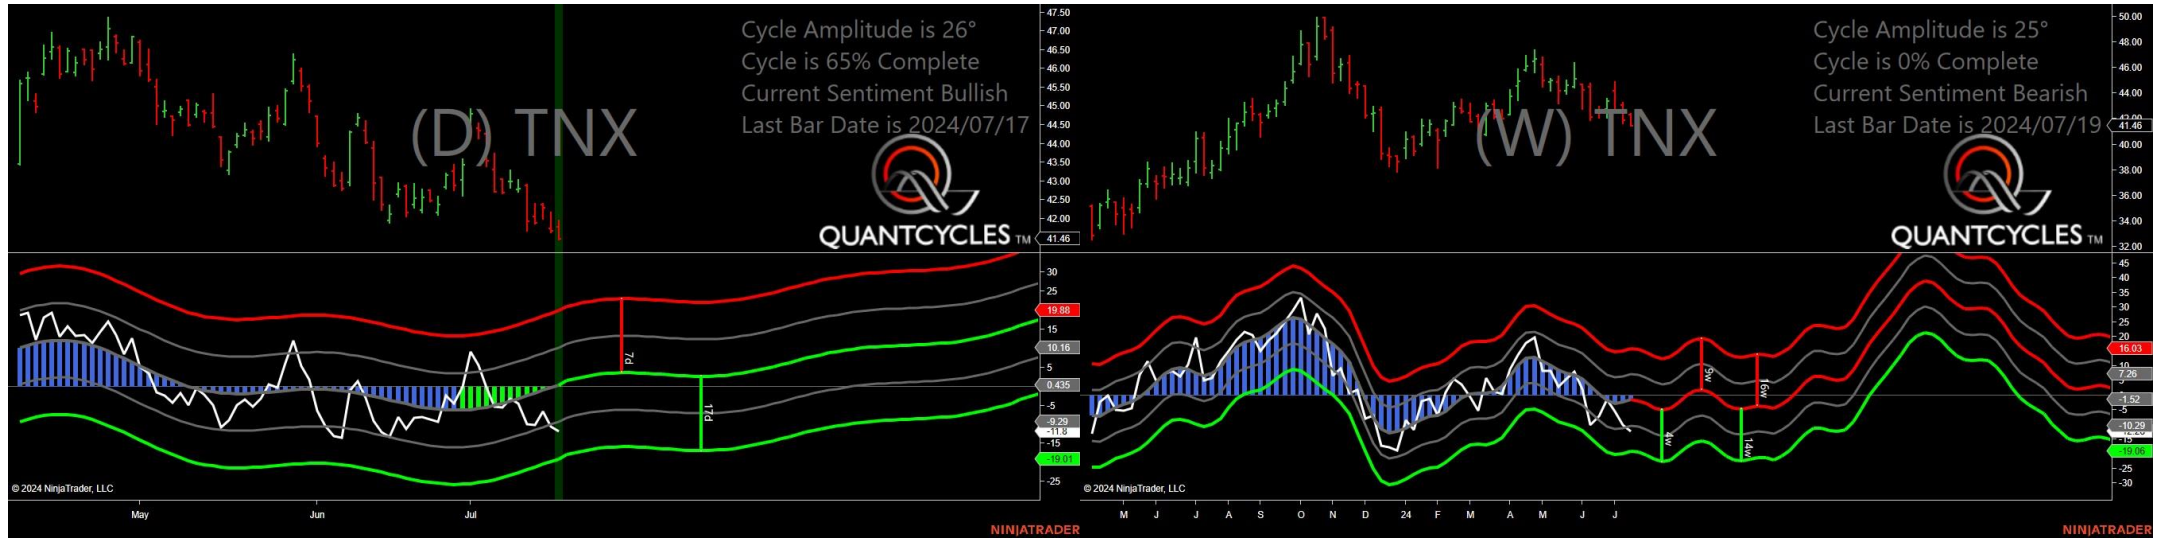 Cycle Amplitude is 26°
Cycle is 65% Complete
Current Sentiment Bullish
Last Bar Date is 2024/07/17
(D) TNX
QUANTCYCLES TM
47.50
47.00
46.50
46.00
45.50
45.00
44.50
44.00
43.50
43.00
42.50
42.00
41.46
30
25
19.88
15
10.16
5
0.435
-5
-9.29
-11.8
-15
-19.01
-25
7d
17d
© 2024 NinjaTrader, LLC
May
Jun
Jul
NINJATRADER
Cycle Amplitude is 25°
Cycle is 0% Complete
Current Sentiment Bearish
Last Bar Date is 2024/07/19
(W) TNX
QUANTCYCLES TM
50.00
48.00
46.00
44.00
41.46
40.00
38.00
36.00
34.00
32.00
45
40
35
30
25
20
16.03
7.26
-1.52
-5
-10.29
-15
-19.06
-25
-30
4w
9w
14w
16w
© 2024 NinjaTrader, LLC
M J J A S O N D 24 F M A M J J
NINJATRADER